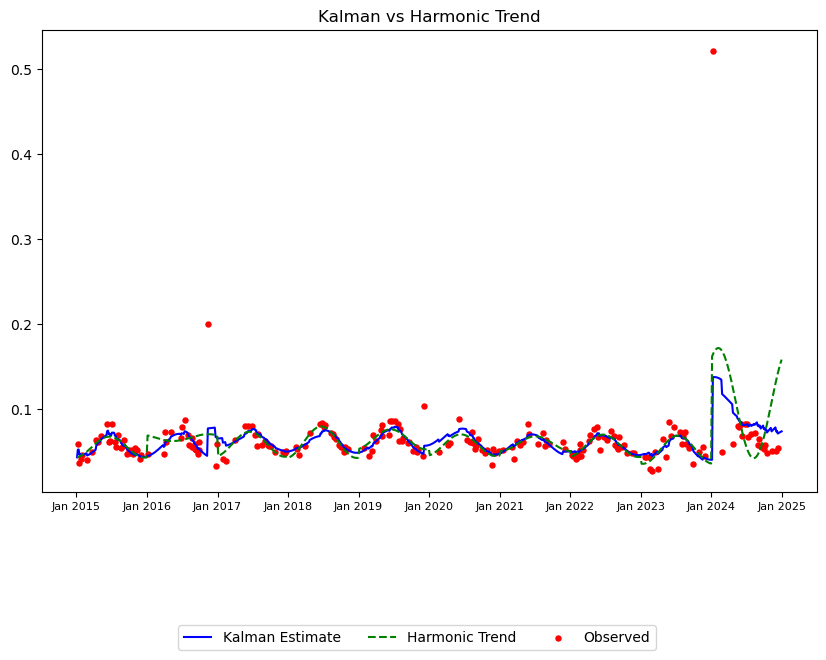 Kalman vs Harmonic Trend
0.5
0.4
0.3
0.2
0.1
Jan 2015 Jan 2016 Jan 2017 Jan 2018 Jan 2019 Jan 2020 Jan 2021 Jan 2022 Jan 2023 Jan 2024 Jan 2025
Kalman Estimate Harmonic Trend Observed